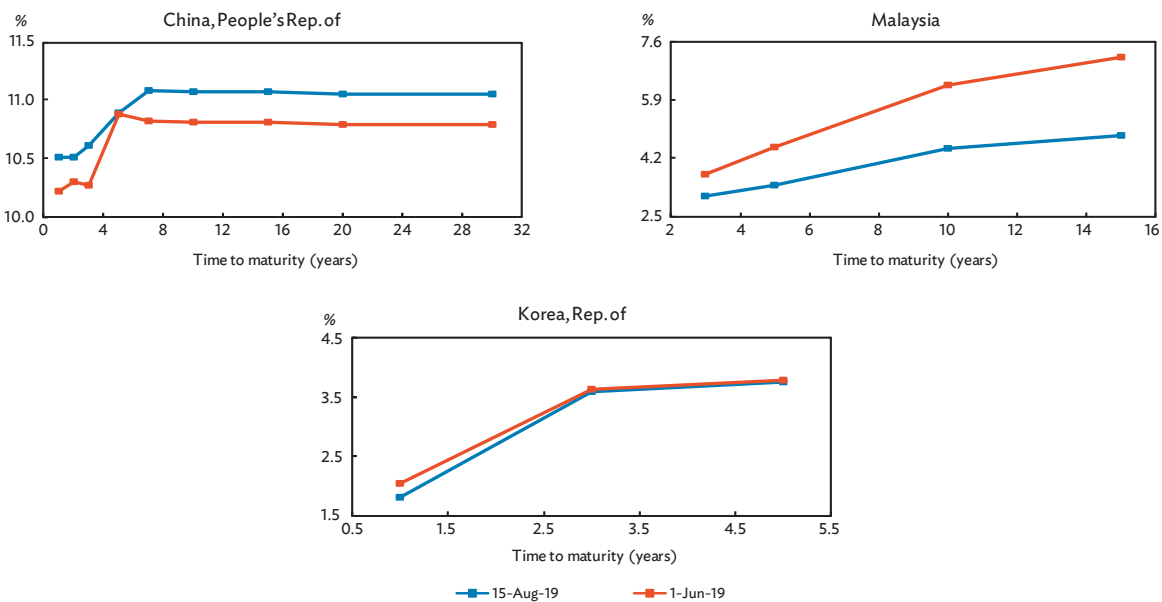 China, People's Rep. of
%
11.5
11.0
10.5
10.0
0 4 8 12 16 20 24 28 32
Time to maturity (years)
Malaysia
%
7.6
5.9
4.2
2.5
2 4 6 8 10 12 14 16
Time to maturity (years)
Korea, Rep. of
%
4.5
3.5
2.5
1.5
0.5 1.5 2.5 3.5 4.5 5.5
Time to maturity (years)
15-Aug-19 1-Jun-19